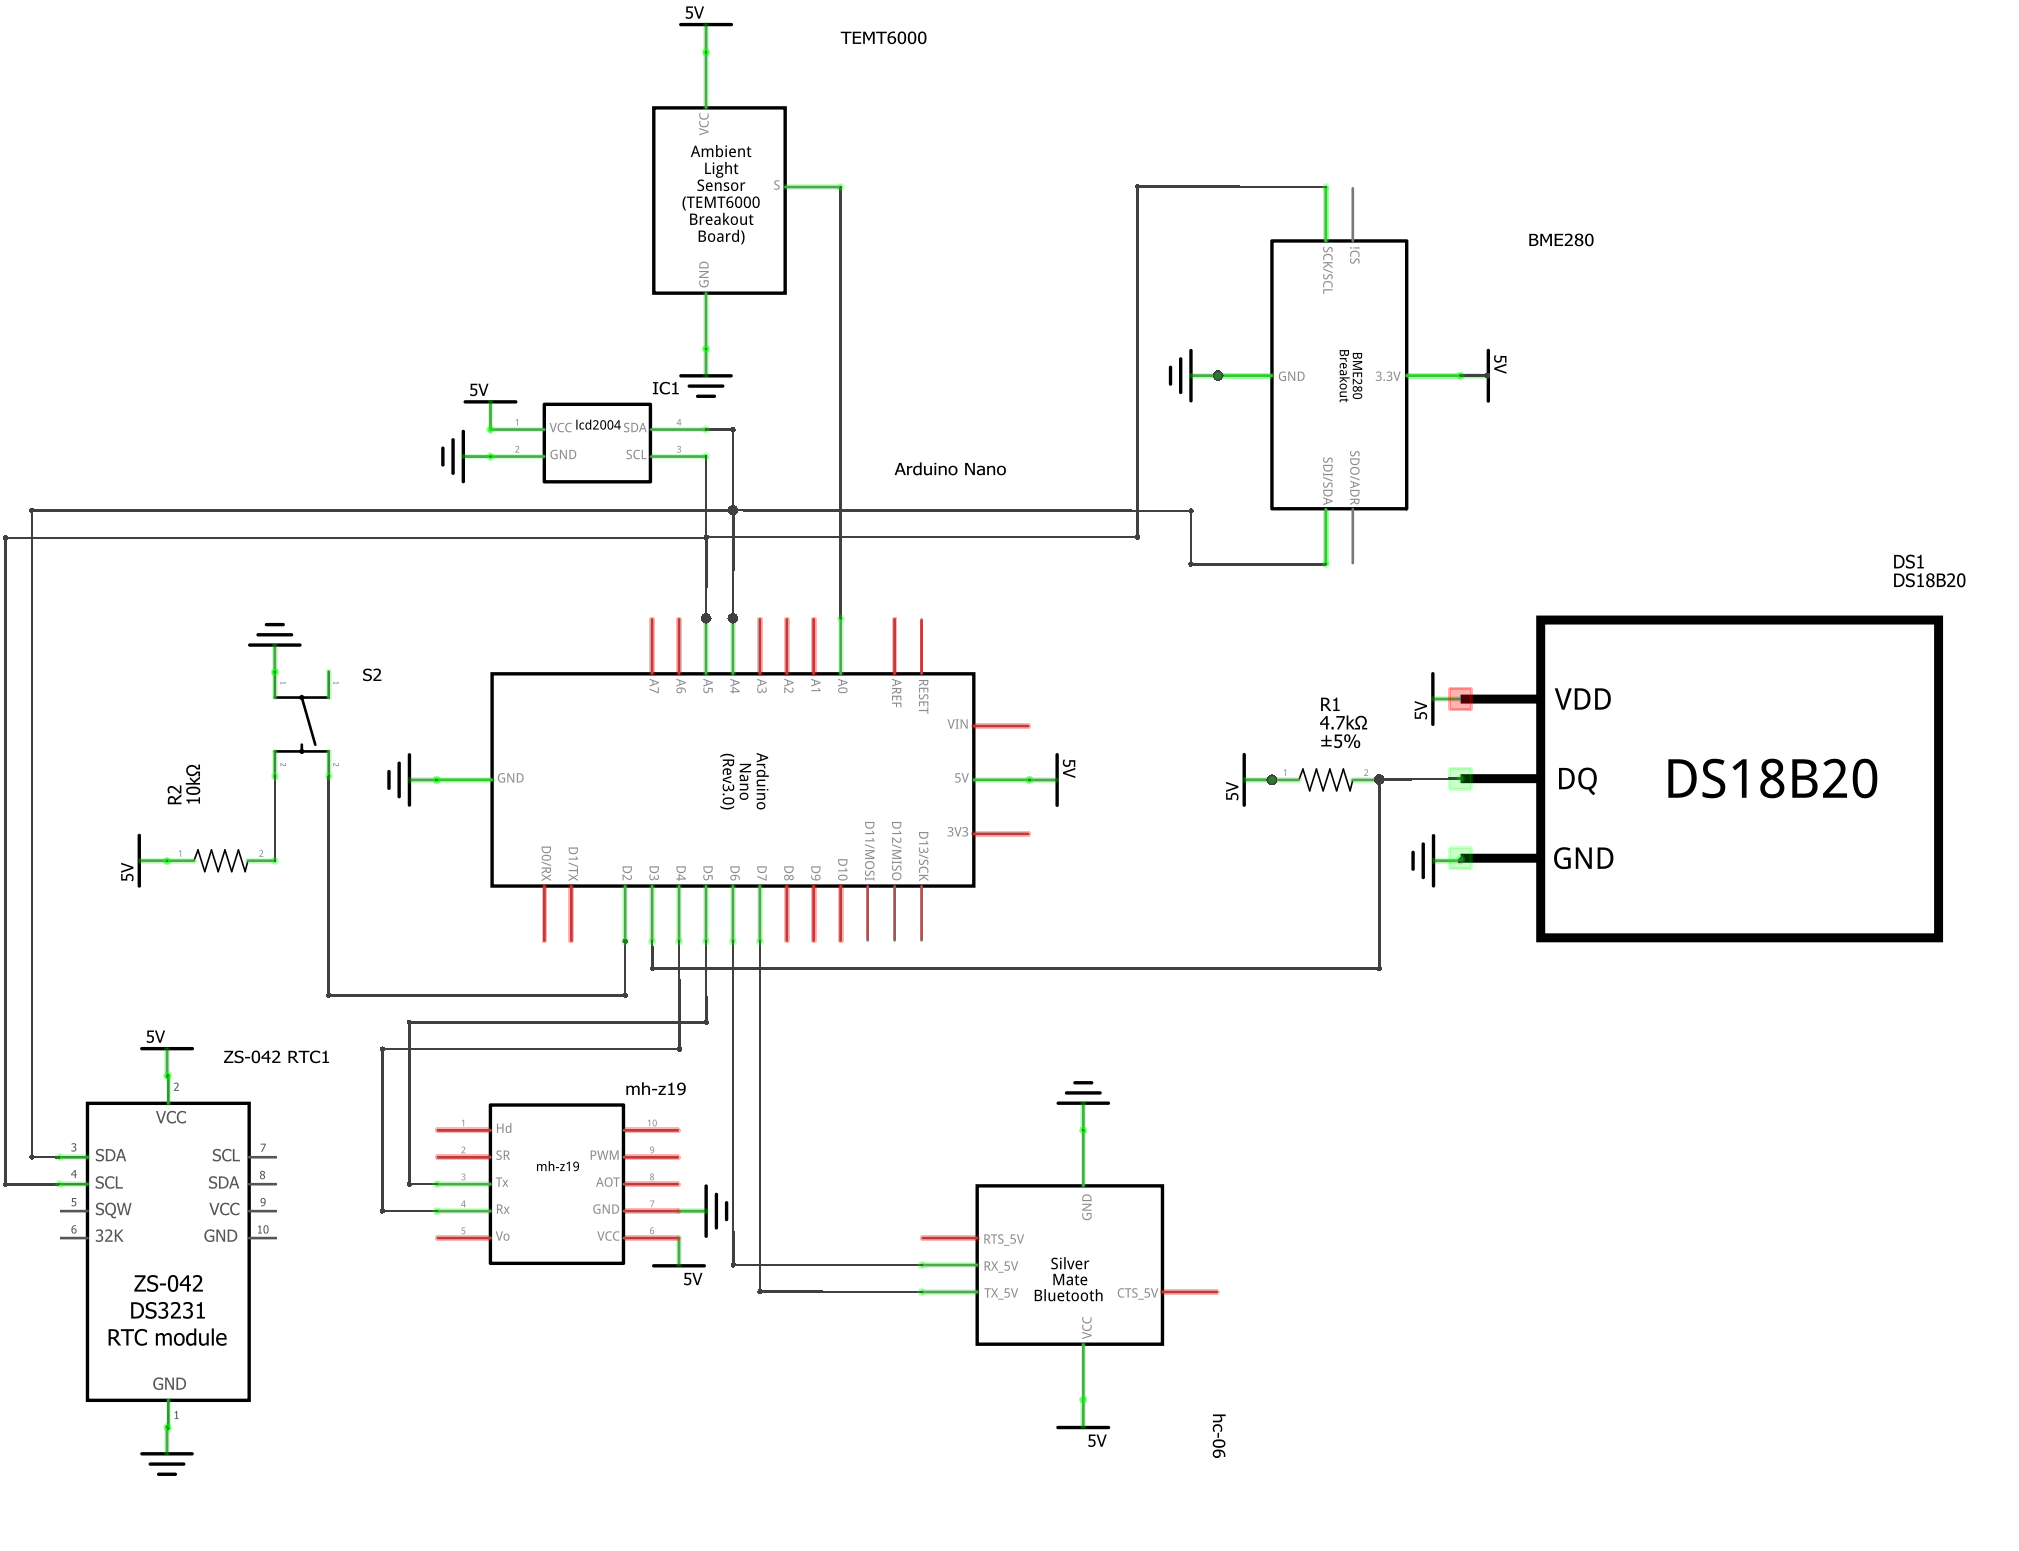 5V
TEMT6000
VCC
Ambient
Light
Sensor
(TEMT6000
Breakout
Board)
S
GND
BME280
SCK/SCL
!CS
GND
BME280
Breakout
3.3V
5V
SDI/SDA
SDO/ADR
5V
IC1
1
VCC
lcd2004
SDA
4
2
GND
SCL
3
Arduino Nano
DS1
DS18B20
S2
1
1
2
2
R2
10kΩ
5V
1
2
A7
A6
A5
A4
A3
A2
A1
A0
AREF
RESET
VIN
GND
Arduino
Nano
(Rev3.0)
5V
5V
3V3
D0/RX
D1/TX
D2
D3
D4
D5
D6
D7
D8
D9
D10
D11/MOSI
D12/MISO
D13/SCK
R1
4.7kΩ
±5%
5V
1
2
5V
VDD
DQ
GND
DS18B20
5V
ZS-042 RTC1
2
VCC
3
SDA
SCL
7
4
SCL
SDA
8
5
SQW
VCC
9
6
32K
GND
10
ZS-042
DS3231
RTC module
GND
1
mh-z19
1
Hd
10
2
SR
PWM
9
mh-z19
3
Tx
AOT
8
4
Rx
GND
7
5
Vo
VCC
6
5V
GND
RTS_5V
RX_5V
TX_5V
Silver
Mate
Bluetooth
CTS_5V
VCC
5V
hc-06